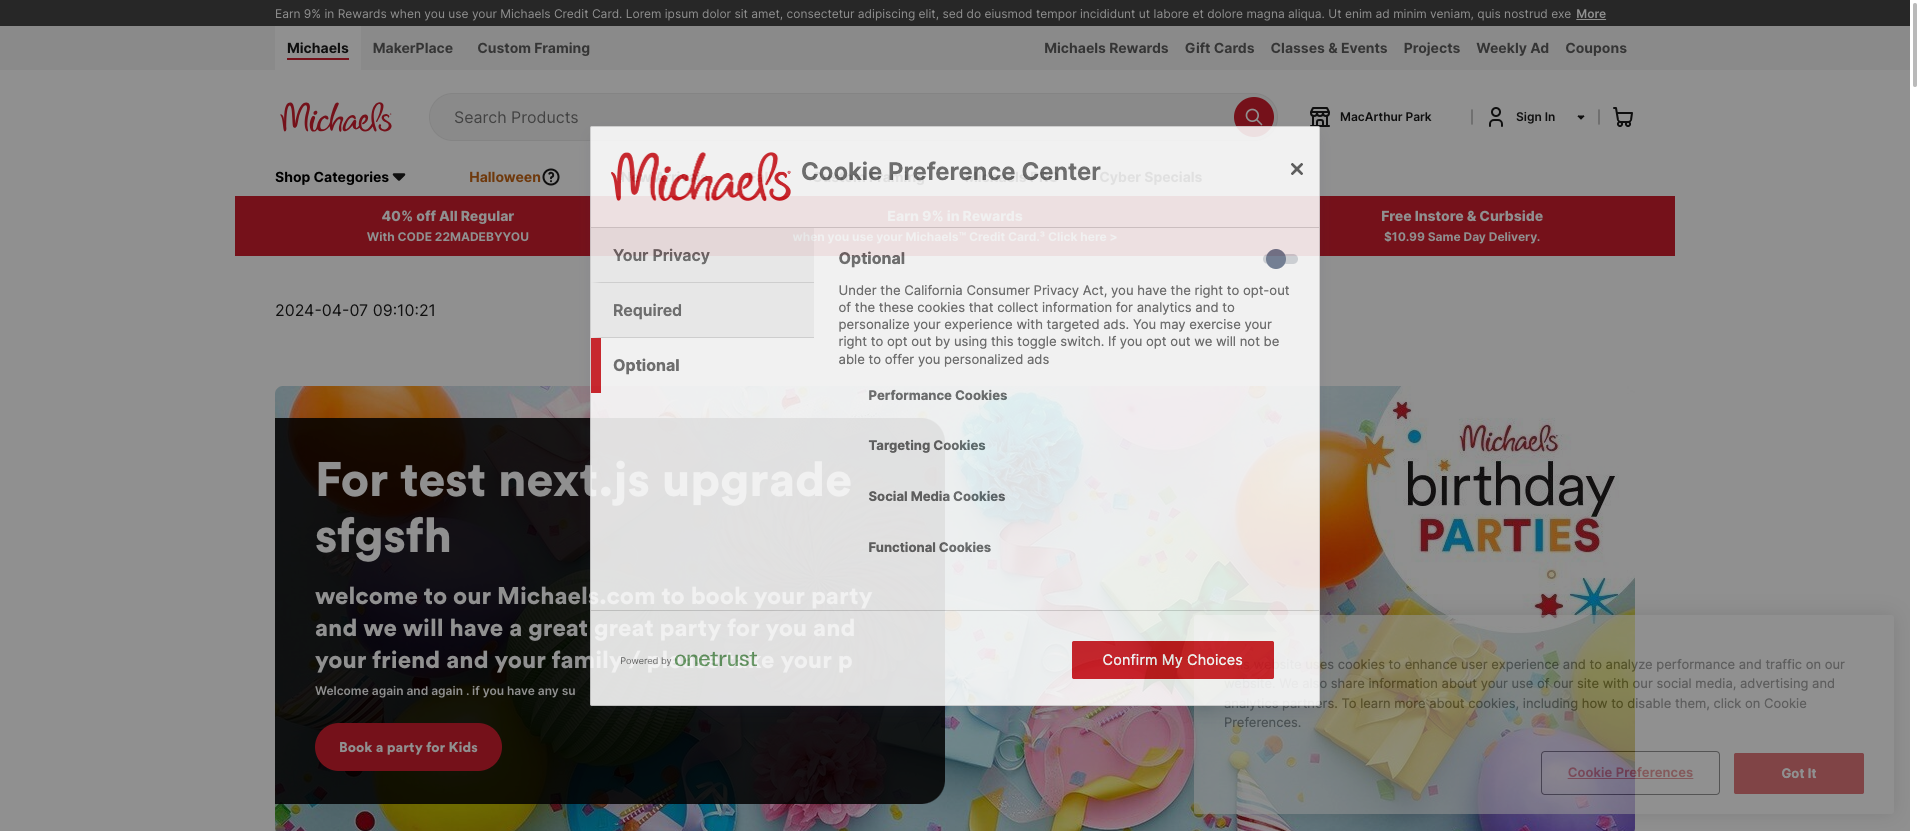 Earn 9% in Rewards when you use your Michaels Credit Card. Lorem ipsum dolor sit amet, consectetur adipiscing elit, sed do eiusmod tempor incididunt ut labore et dolore magna aliqua. Ut enim ad minim veniam, quis nostrud exe More
Michaels MakerPlace Custom Framing Michaels Rewards Gift Cards Classes & Events Projects Weekly Ad Coupons
Michaels Search Products MacArthur Park Sign In
Shop Categories Halloween Cyber Specials
40% off All Regular
With CODE 22MADEBYYOU
Earn 9% in Rewards
when you use your Michaels™ Credit Card.² Click here >
Free Instore & Curbside
$10.99 Same Day Delivery.
2024-04-07 09:10:21
Michaels Cookie Preference Center
Your Privacy
Required
Optional
Optional
Under the California Consumer Privacy Act, you have the right to opt-out
of the these cookies that collect information for analytics and to
personalize your experience with targeted ads. You may exercise your
right to opt out by using this toggle switch. If you opt out we will not be
able to offer you personalized ads
Performance Cookies
Targeting Cookies
Social Media Cookies
Functional Cookies
Powered by onetrust
Confirm My Choices
For test next.js upgrade
sfgsfh
welcome to our Michaels.com to book your party
and we will have a great great party for you and
your friend and your family / please like your p
Welcome again and again . if you have any su
Book a party for Kids
Michaels
birthday
PARTIES
uses cookies to enhance user experience and to analyze performance and traffic on our
website. We also share information about your use of our site with our social media, advertising and
analytics partners. To learn more about cookies, including how to disable them, click on Cookie
Preferences.
Cookie Preferences
Got It